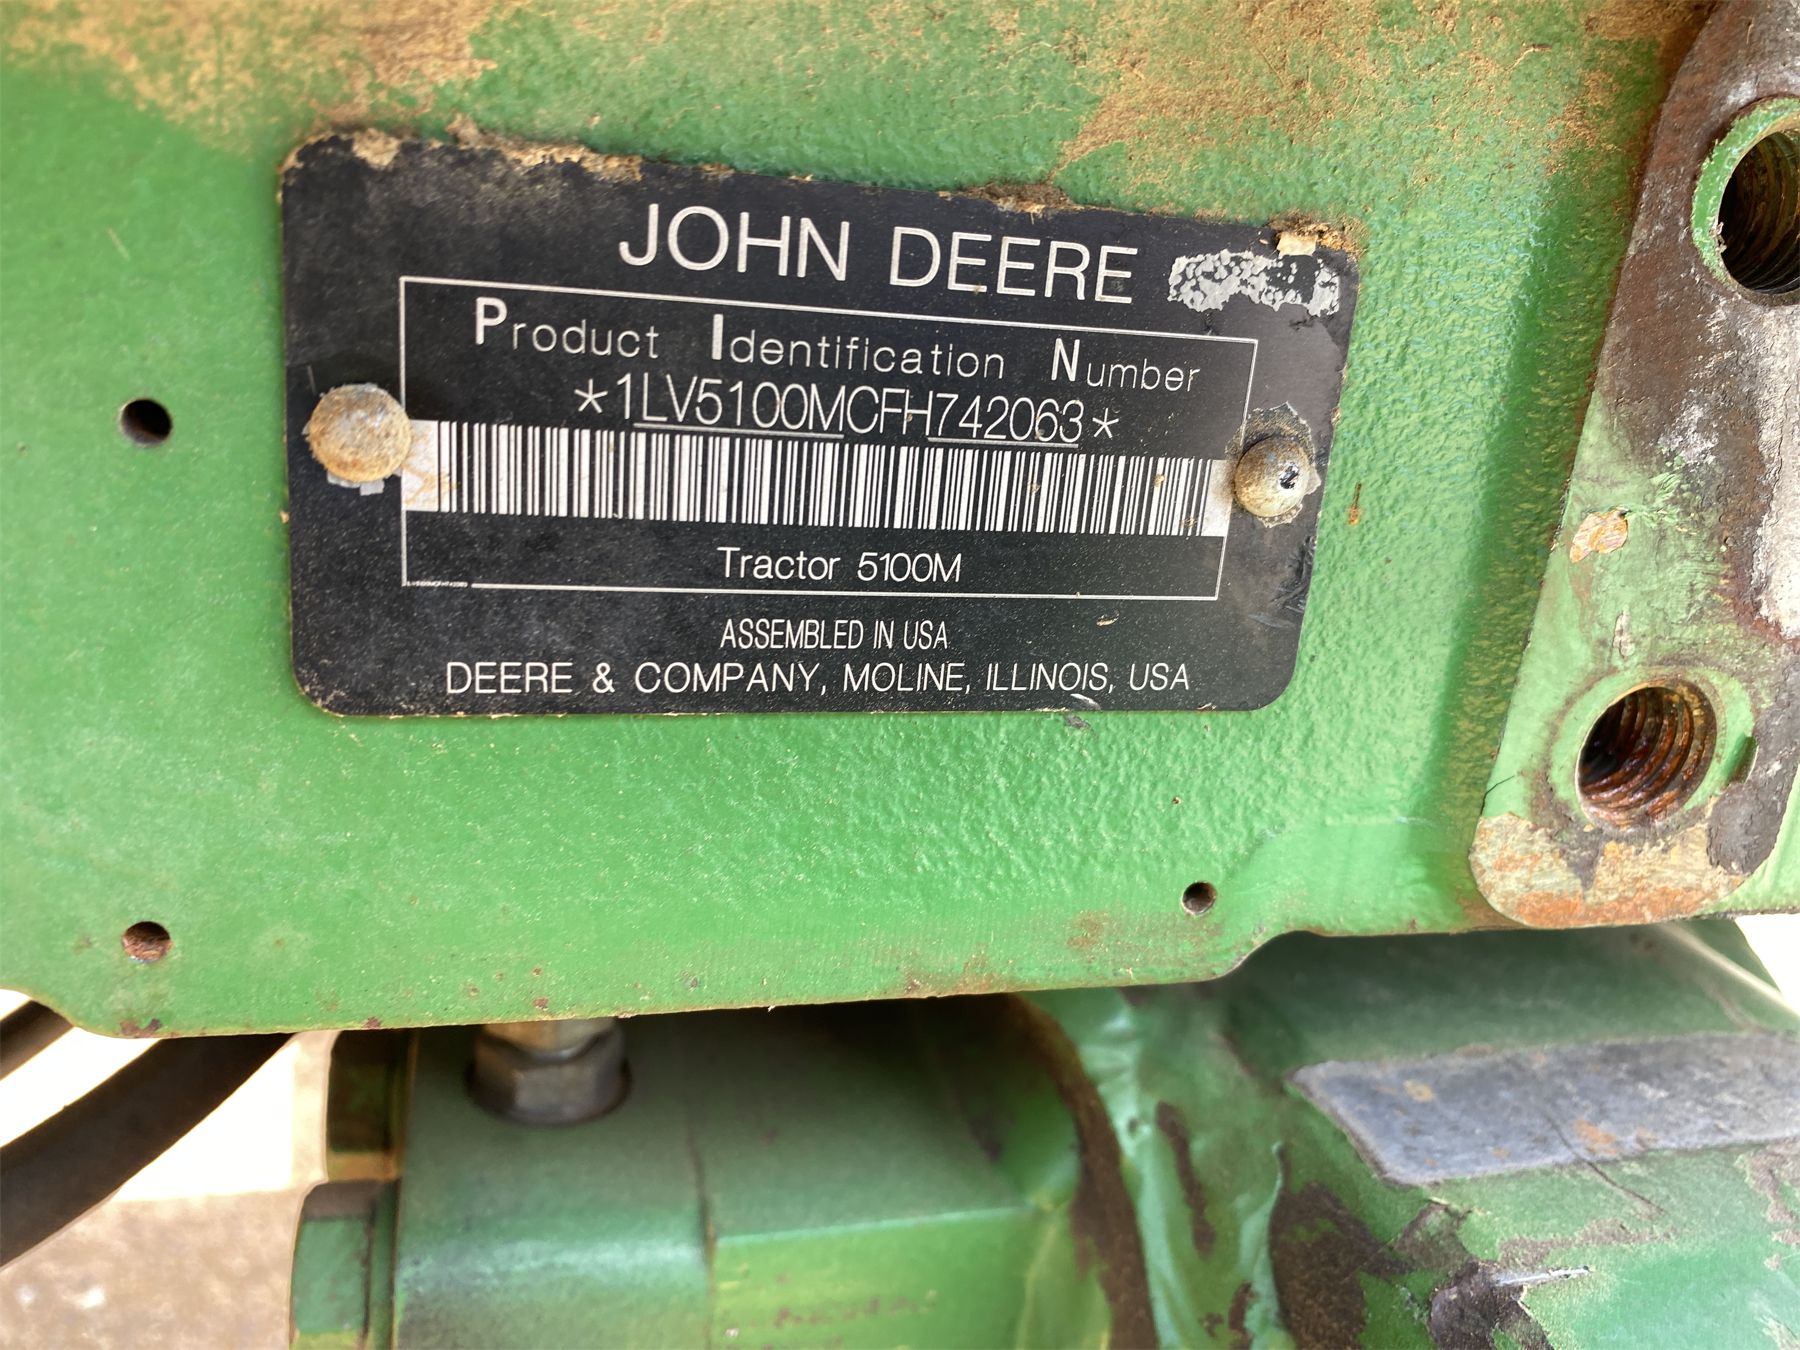 JOHN DEERE
Product Identification Number
*1LV5100MCFH742063*
Tractor 5100M
ASSEMBLED IN USA
DEERE & COMPANY, MOLINE, ILLINOIS, USA